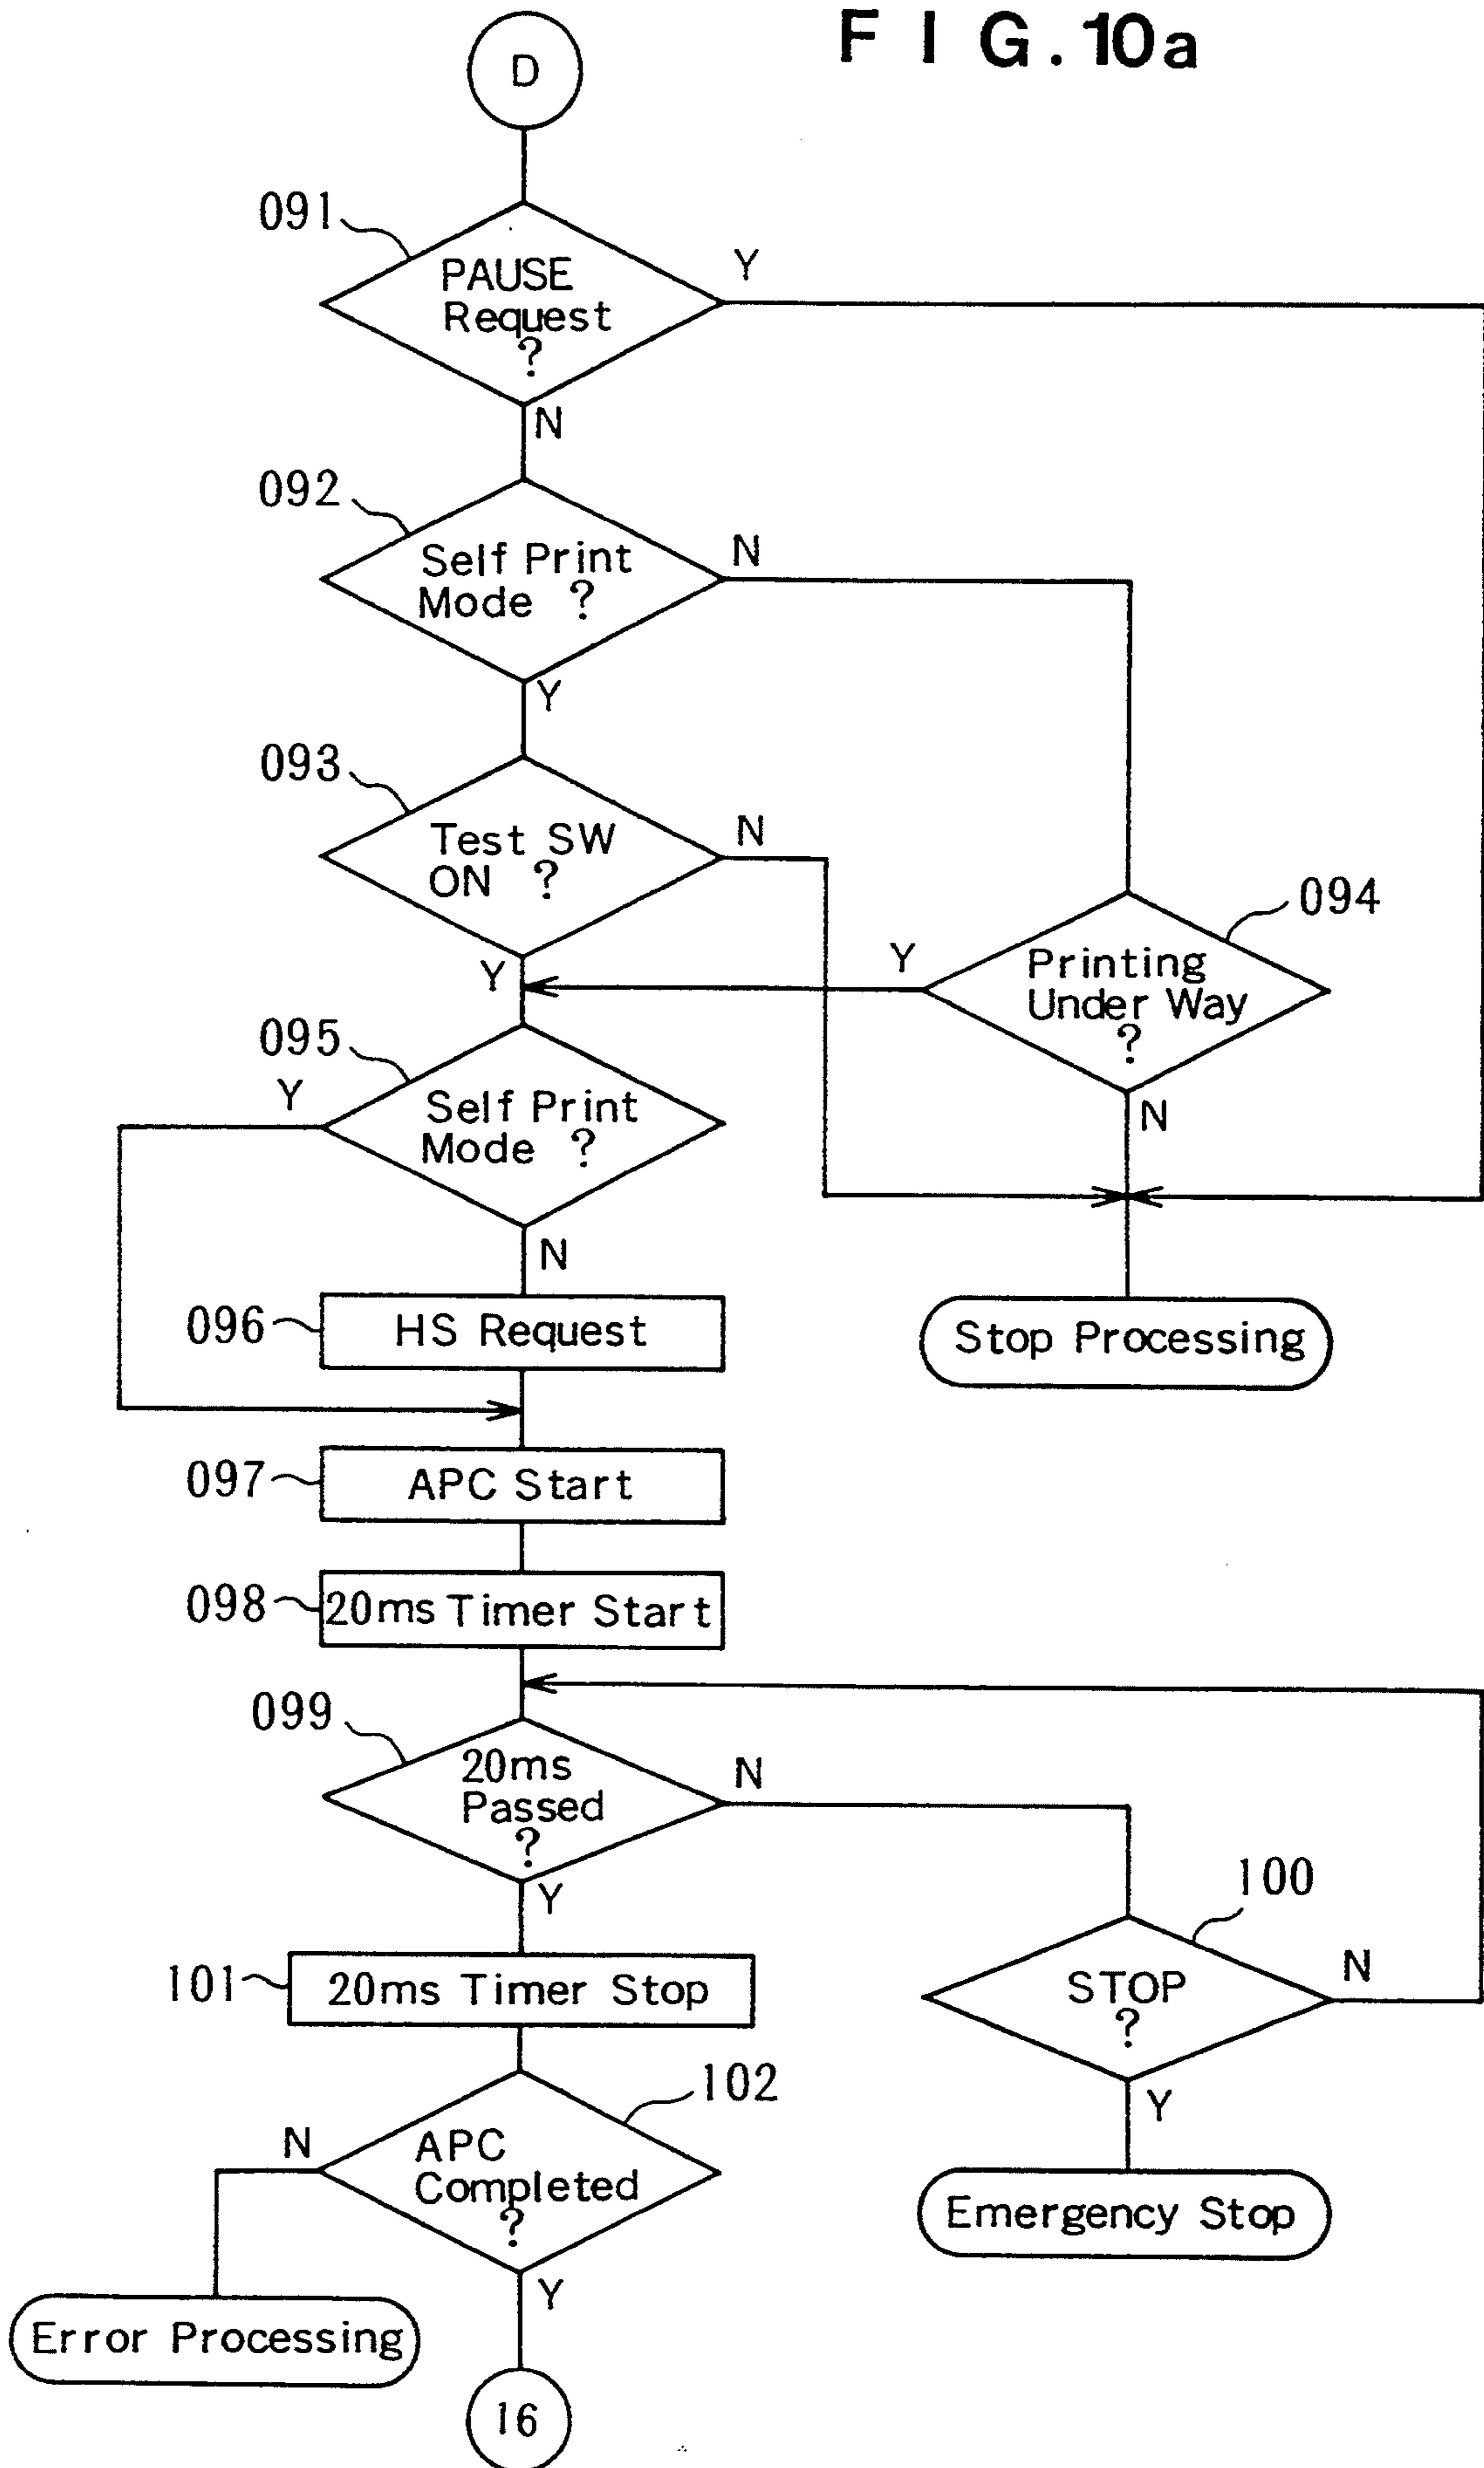 FIG.10a
D
091
PAUSE
Request
?
Y
N
092
Self Print
Mode ?
N
Y
093
Test SW
ON ?
N
Y
094
Printing
Under Way
?
Y
N
095
Self Print
Mode ?
Y
N
096
HS Request
Stop Processing
097
APC Start
098
20ms Timer Start
099
20ms
Passed
?
N
Y
100
STOP
?
N
Y
101
20ms Timer Stop
102
APC
Completed
?
N
Y
Emergency Stop
Error Processing
16